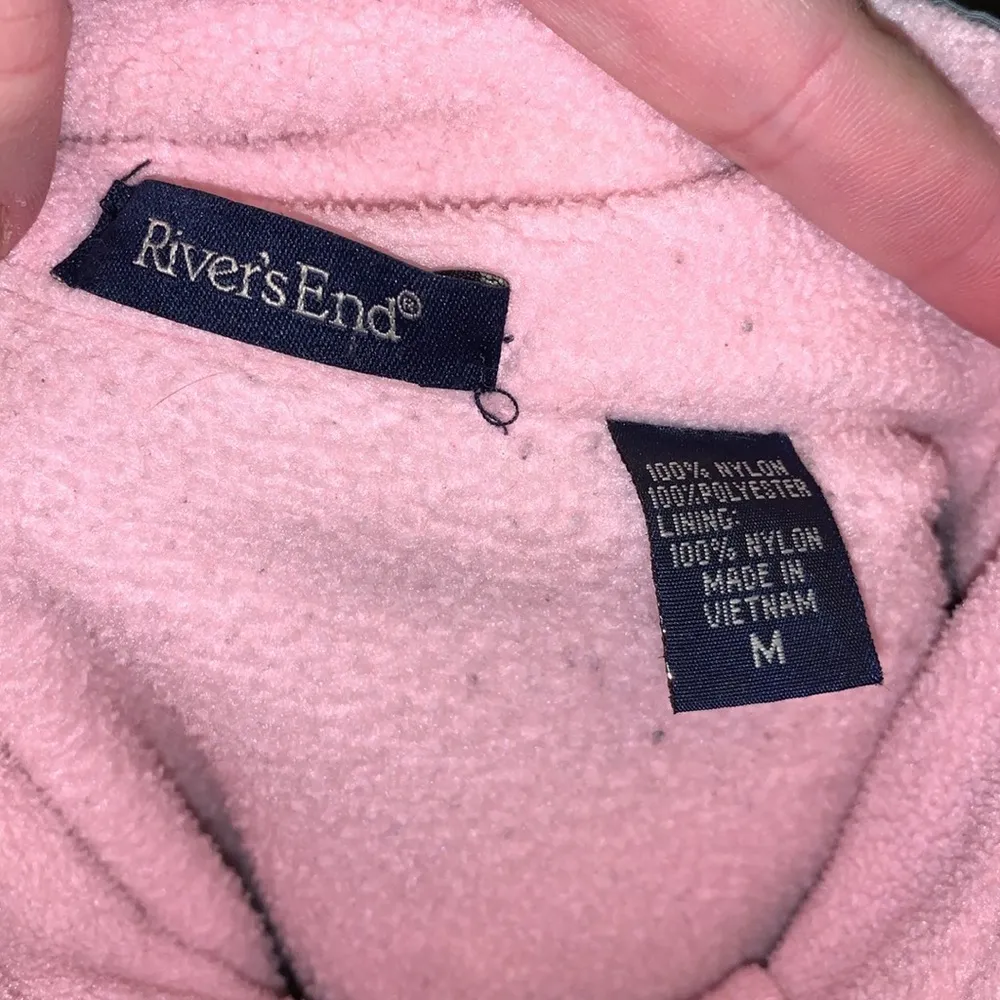 River's End®
100% NYLON
100%POLYESTER
LINING:
100% NYLON
MADE IN
VIETNAM
M